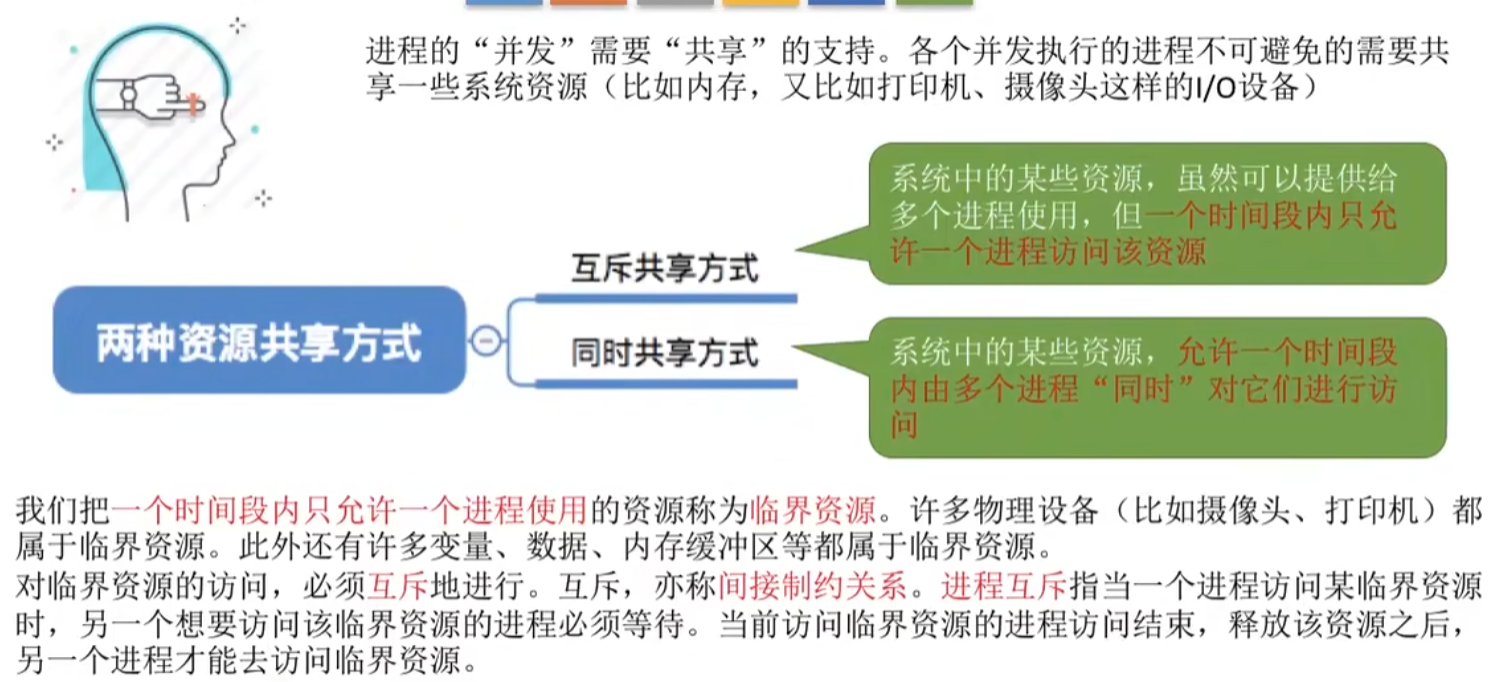 进程的“并发”需要“共享”的支持。各个并发执行的进程不可避免的需要共
享一些系统资源（比如内存，又比如打印机、摄像头这样的I/O设备）
系统中的某些资源，虽然可以提供给
多个进程使用，但一个时间段内只允
许一个进程访问该资源
互斥共享方式
两种资源共享方式
同时共享方式
系统中的某些资源，允许一个时间段
内由多个进程“同时”对它们进行访
问
我们把一个时间段内只允许一个进程使用的资源称为临界资源。许多物理设备（比如摄像头、打印机）都
属于临界资源。此外还有许多变量、数据、内存缓冲区等都属于临界资源。
对临界资源的访问，必须互斥地进行。互斥，亦称间接制约关系。进程互斥指当一个进程访问某临界资源
时，另一个想要访问该临界资源的进程必须等待。当前访问临界资源的进程访问结束，释放该资源之后，
另一个进程才能去访问临界资源。